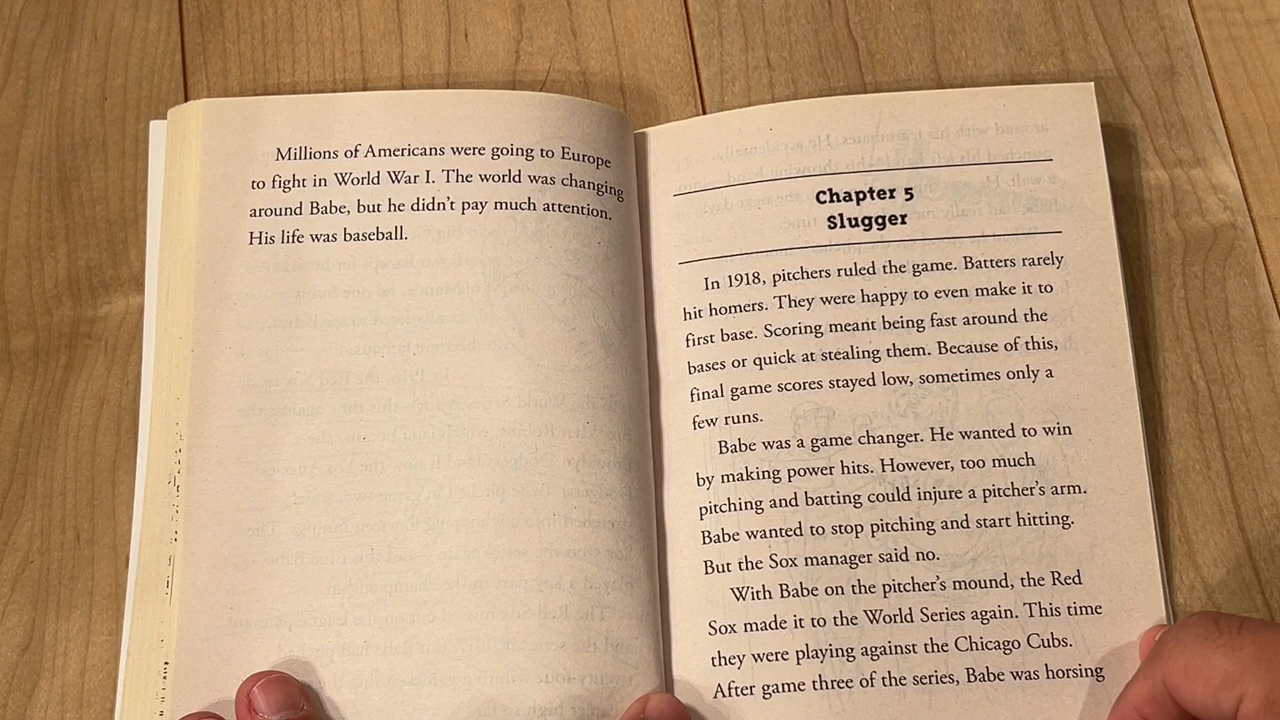 Millions of Americans were going to Europe
to fight in World War I. The world was changing
around Babe, but he didn't pay much attention.
His life was baseball.
Chapter 5
Slugger
In 1918, pitchers ruled the game. Batters rarely
hit homers. They were happy to even make it to
first base. Scoring meant being fast around the
bases or quick at stealing them. Because of this,
final game scores stayed low, sometimes only a
few runs.
Babe was a game changer. He wanted to win
by making power hits. However, too much
pitching and batting could injure a pitcher's arm.
Babe wanted to stop pitching and start hitting.
But the Sox manager said no.
With Babe on the pitcher's mound, the Red
Sox made it to the World Series again. This time
they were playing against the Chicago Cubs.
After game three of the series, Babe was horsing